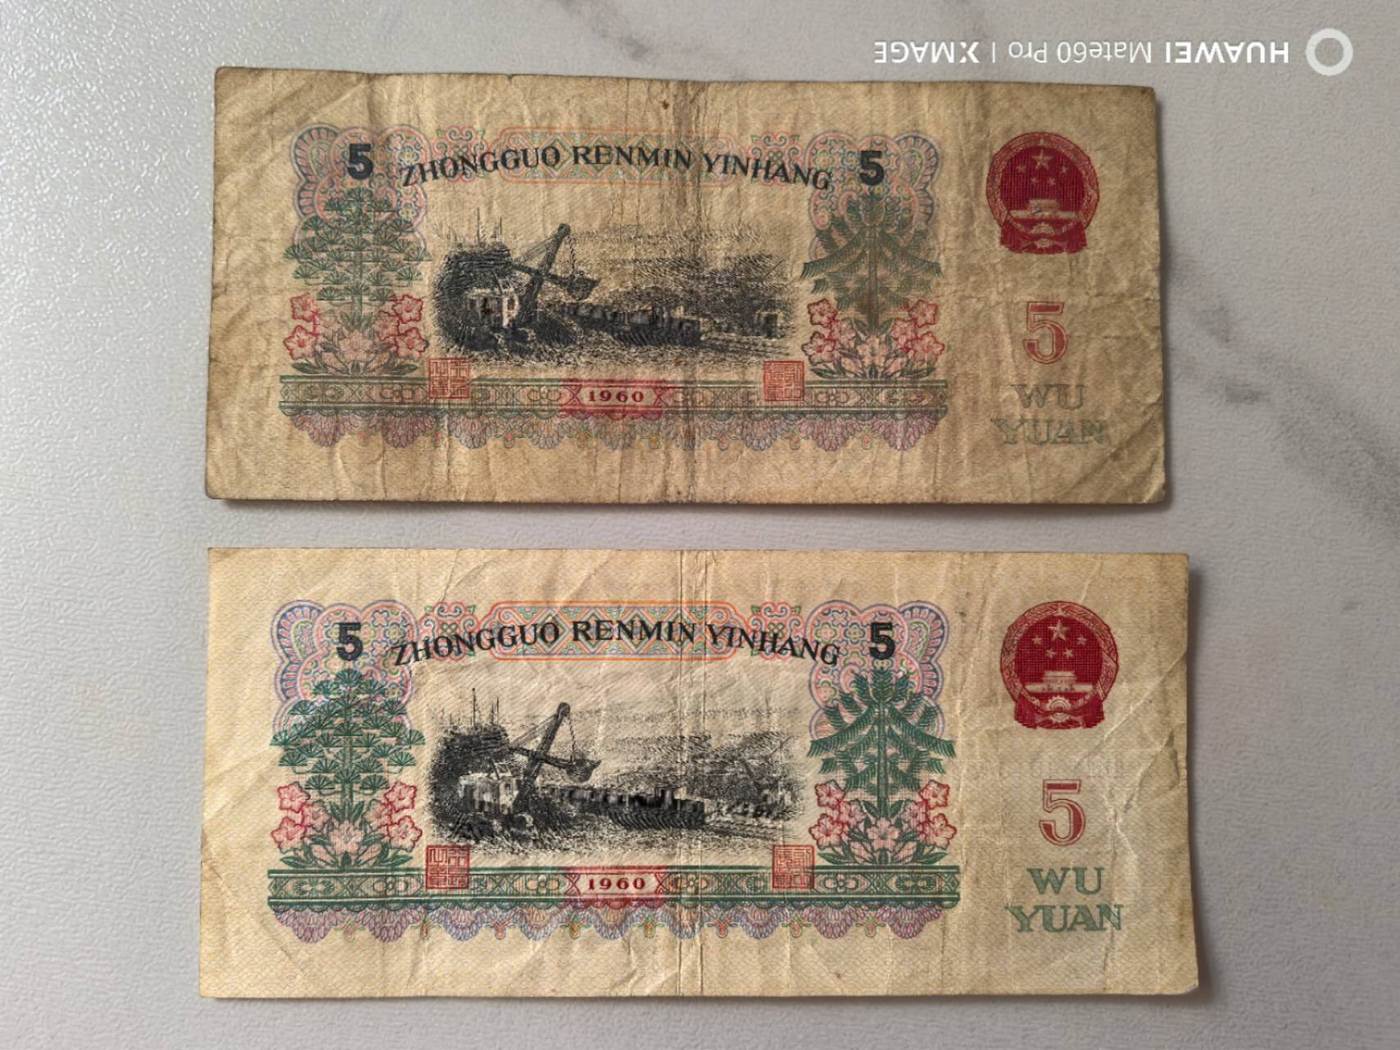 HUAWEI Mate60 Pro | XMAGE
5 ZHONGGUO RENMIN YINHANG 5
5
1960
WU
YUAN
5 ZHONGGUO RENMIN YINHANG 5
5
1960
WU
YUAN